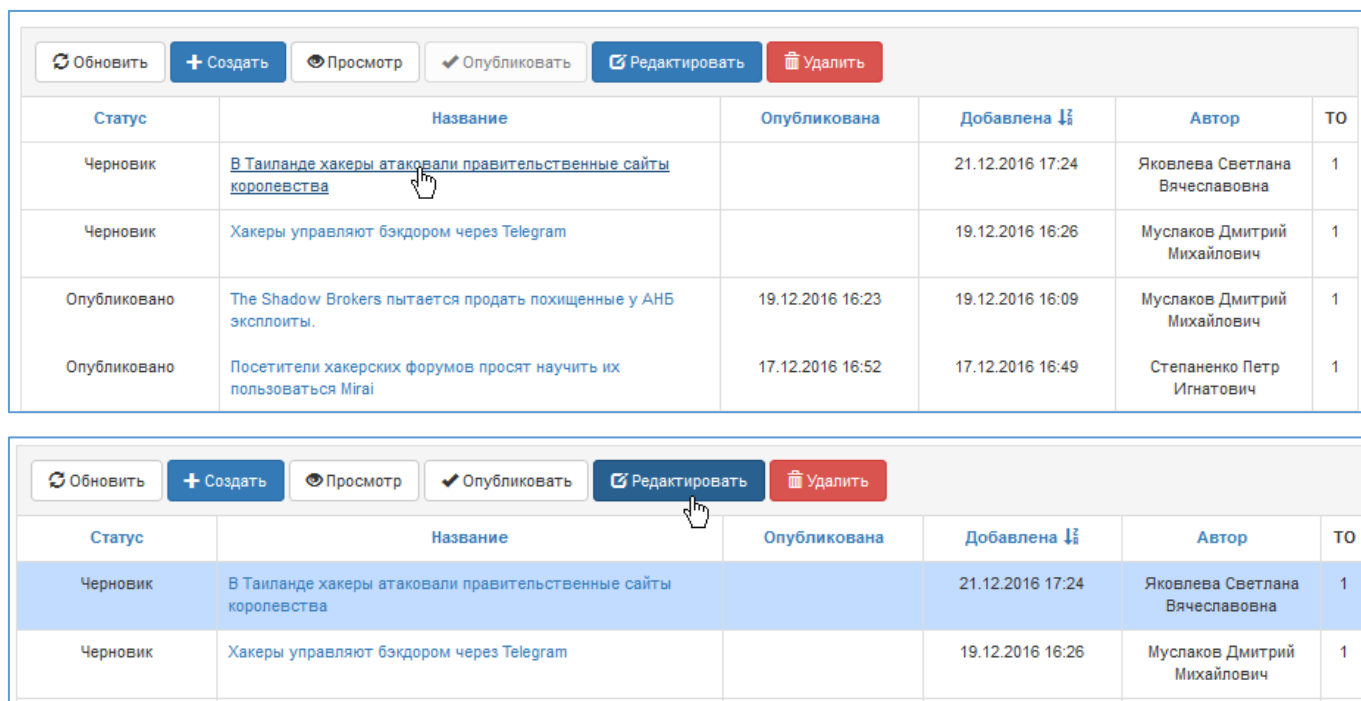 Обновить Создать Просмотр Опубликовать Редактировать Удалить
Статус Название Опубликована Добавлена Автор ТО
Черновик В Таиланде хакеры атаковали правительственные сайты 21.12.2016 17:24 Яковлева Светлана 1
королевства Вячеславовна
Черновик Хакеры управляют бэкдором через Telegram 19.12.2016 16:26 Муслаков Дмитрий 1
Михайлович
Опубликовано The Shadow Brokers пытается продать похищенные у АНБ 19.12.2016 16:23 19.12.2016 16:09 Муслаков Дмитрий 1
эксплоиты. Михайлович
Опубликовано Посетители хакерских форумов просят научить их 17.12.2016 16:52 17.12.2016 16:49 Степаненко Петр 1
пользоваться Mirai Игнатович
Обновить Создать Просмотр Опубликовать Редактировать Удалить
Статус Название Опубликована Добавлена Автор ТО
Черновик В Таиланде хакеры атаковали правительственные сайты 21.12.2016 17:24 Яковлева Светлана 1
королевства Вячеславовна
Черновик Хакеры управляют бэкдором через Telegram 19.12.2016 16:26 Муслаков Дмитрий 1
Михайлович